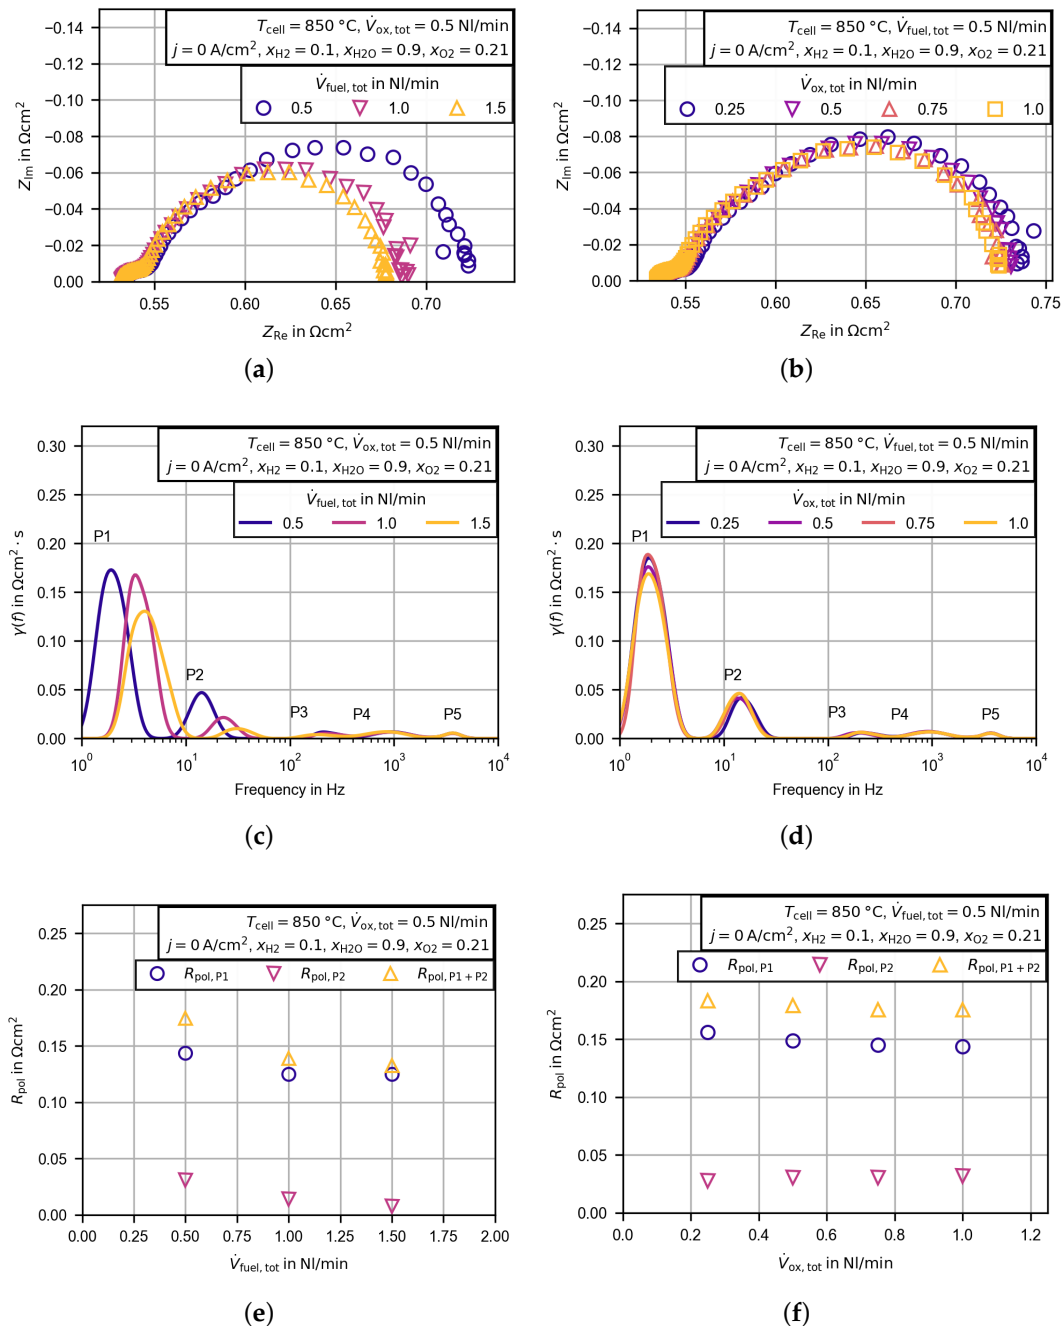 T_cell = 850 °C, V̇_ox, tot = 0.5 Nl/min
j = 0 A/cm², x_H2 = 0.1, x_H2O = 0.9, x_O2 = 0.21
V̇_fuel, tot in Nl/min
0.5 1.0 1.5
−0.14
−0.12
−0.10
−0.08
−0.06
−0.04
−0.02
0.00
Z_Im in Ωcm²
0.55 0.60 0.65 0.70
Z_Re in Ωcm²
(a)
T_cell = 850 °C, V̇_fuel, tot = 0.5 Nl/min
j = 0 A/cm², x_H2 = 0.1, x_H2O = 0.9, x_O2 = 0.21
V̇_ox, tot in Nl/min
0.25 0.5 0.75 1.0
−0.14
−0.12
−0.10
−0.08
−0.06
−0.04
−0.02
0.00
Z_Im in Ωcm²
0.55 0.60 0.65 0.70 0.75
Z_Re in Ωcm²
(b)
T_cell = 850 °C, V̇_ox, tot = 0.5 Nl/min
j = 0 A/cm², x_H2 = 0.1, x_H2O = 0.9, x_O2 = 0.21
V̇_fuel, tot in Nl/min
0.5 1.0 1.5
0.30
0.25
0.20
0.15
0.10
0.05
0.00
γ(f) in Ωcm² · s
P1
P2
P3 P4 P5
10⁰ 10¹ 10² 10³ 10⁴
Frequency in Hz
(c)
T_cell = 850 °C, V̇_fuel, tot = 0.5 Nl/min
j = 0 A/cm², x_H2 = 0.1, x_H2O = 0.9, x_O2 = 0.21
V̇_ox, tot in Nl/min
0.25 0.5 0.75 1.0
0.30
0.25
0.20
0.15
0.10
0.05
0.00
γ(f) in Ωcm² · s
P1
P2
P3 P4 P5
10⁰ 10¹ 10² 10³ 10⁴
Frequency in Hz
(d)
T_cell = 850 °C, V̇_ox, tot = 0.5 Nl/min
j = 0 A/cm², x_H2 = 0.1, x_H2O = 0.9, x_O2 = 0.21
R_pol, P1 R_pol, P2 R_pol, P1 + P2
0.25
0.20
0.15
0.10
0.05
0.00
R_pol in Ωcm²
0.00 0.25 0.50 0.75 1.00 1.25 1.50 1.75 2.00
V̇_fuel, tot in Nl/min
(e)
T_cell = 850 °C, V̇_fuel, tot = 0.5 Nl/min
j = 0 A/cm², x_H2 = 0.1, x_H2O = 0.9, x_O2 = 0.21
R_pol, P1 R_pol, P2 R_pol, P1 + P2
0.25
0.20
0.15
0.10
0.05
0.00
R_pol in Ωcm²
0.0 0.2 0.4 0.6 0.8 1.0 1.2
V̇_ox, tot in Nl/min
(f)